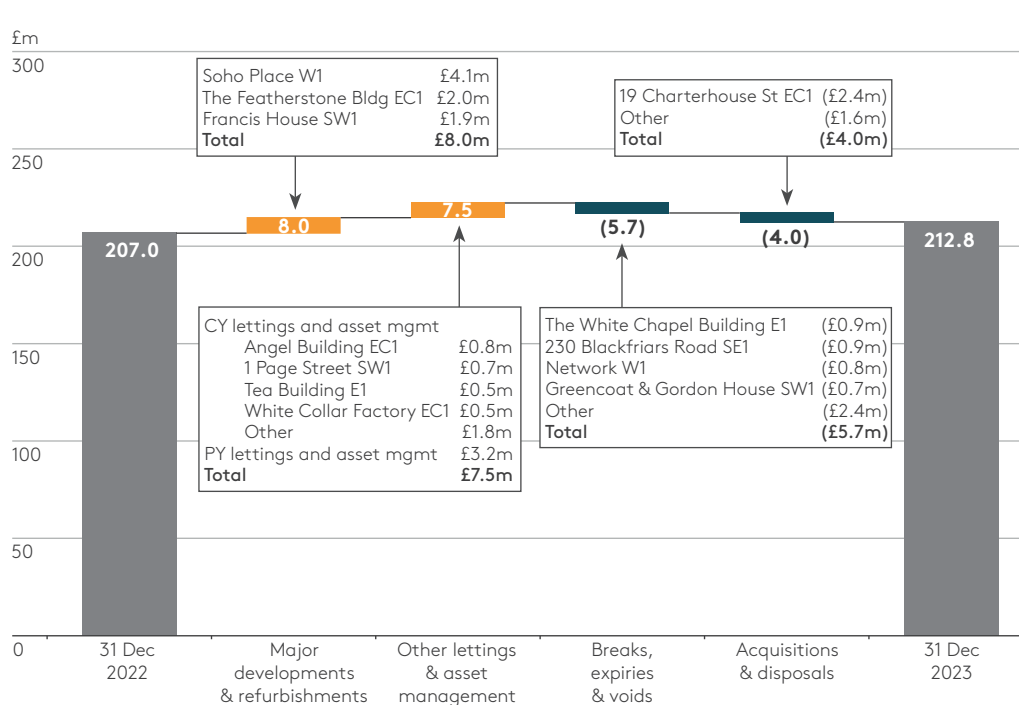 £m
300
250
200
150
100
50
0
Soho Place W1 £4.1m
The Featherstone Bldg EC1 £2.0m
Francis House SW1 £1.9m
Total £8.0m
19 Charterhouse St EC1 (£2.4m)
Other (£1.6m)
Total (£4.0m)
207.0
8.0
7.5
(5.7)
(4.0)
212.8
CY lettings and asset mgmt
Angel Building EC1 £0.8m
1 Page Street SW1 £0.7m
Tea Building E1 £0.5m
White Collar Factory EC1 £0.5m
Other £1.8m
PY lettings and asset mgmt £3.2m
Total £7.5m
The White Chapel Building E1 (£0.9m)
230 Blackfriars Road SE1 (£0.9m)
Network W1 (£0.8m)
Greencoat & Gordon House SW1 (£0.7m)
Other (£2.4m)
Total (£5.7m)
31 Dec
2022
Major
developments
& refurbishments
Other lettings
& asset
management
Breaks,
expiries
& voids
Acquisitions
& disposals
31 Dec
2023